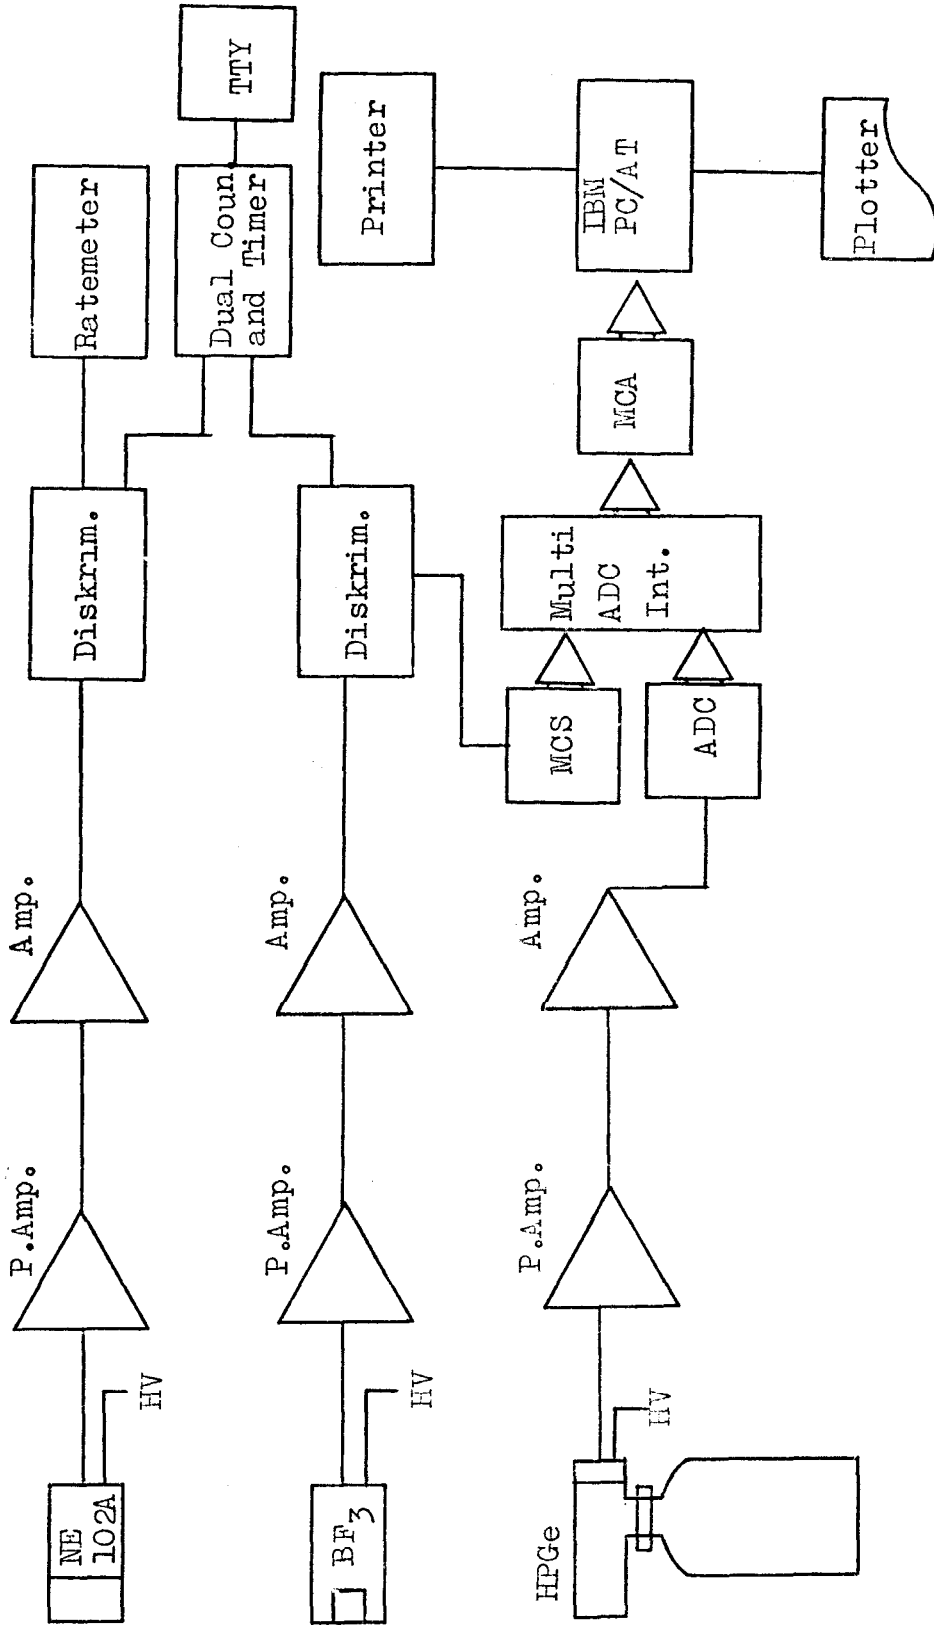 NE
102A
HV
P.Amp.
Amp.
Diskrim.
Ratemeter
BF3
HV
P.Amp.
Amp.
Diskrim.
Dual Coun
and Timer
TTY
HPGe
HV
P.Amp.
Amp.
MCS
ADC
Multi
ADC
Int.
MCA
IBM
PC/AT
Printer
Plotter